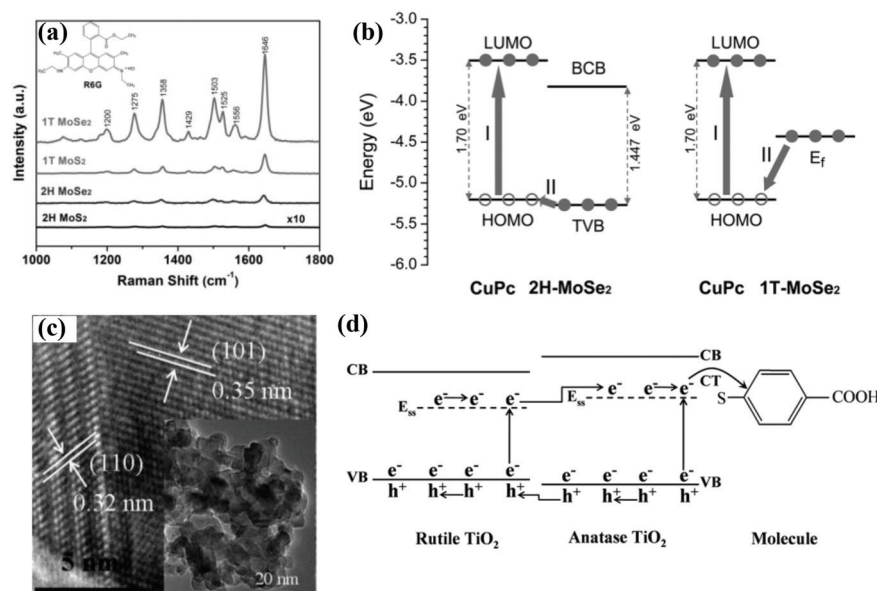 (a)
Intensity (a.u.)
R6G
1200
1275
1358
1429
1503
1525
1556
1646
1T MoSe2
1T MoS2
2H MoSe2
2H MoS2
x10
1000 1200 1400 1600 1800
Raman Shift (cm-1)
(b)
Energy (eV)
-3.0
-3.5
-4.0
-4.5
-5.0
-5.5
-6.0
LUMO
BCB
1.70 eV
I
1.447 eV
II
HOMO
TVB
CuPc 2H-MoSe2
LUMO
1.70 eV
I
II
Ef
HOMO
CuPc 1T-MoSe2
(c)
(101)
0.35 nm
(110)
0.32 nm
5 nm
20 nm
(d)
CB
CB
Ess
e- e- e-
Ess
e- e- e-
CT
S
COOH
VB
e- e- e- e-
h+ h+ h+ h+
e- e- e- e-
h+ h+ h+ h+
VB
Rutile TiO2
Anatase TiO2
Molecule